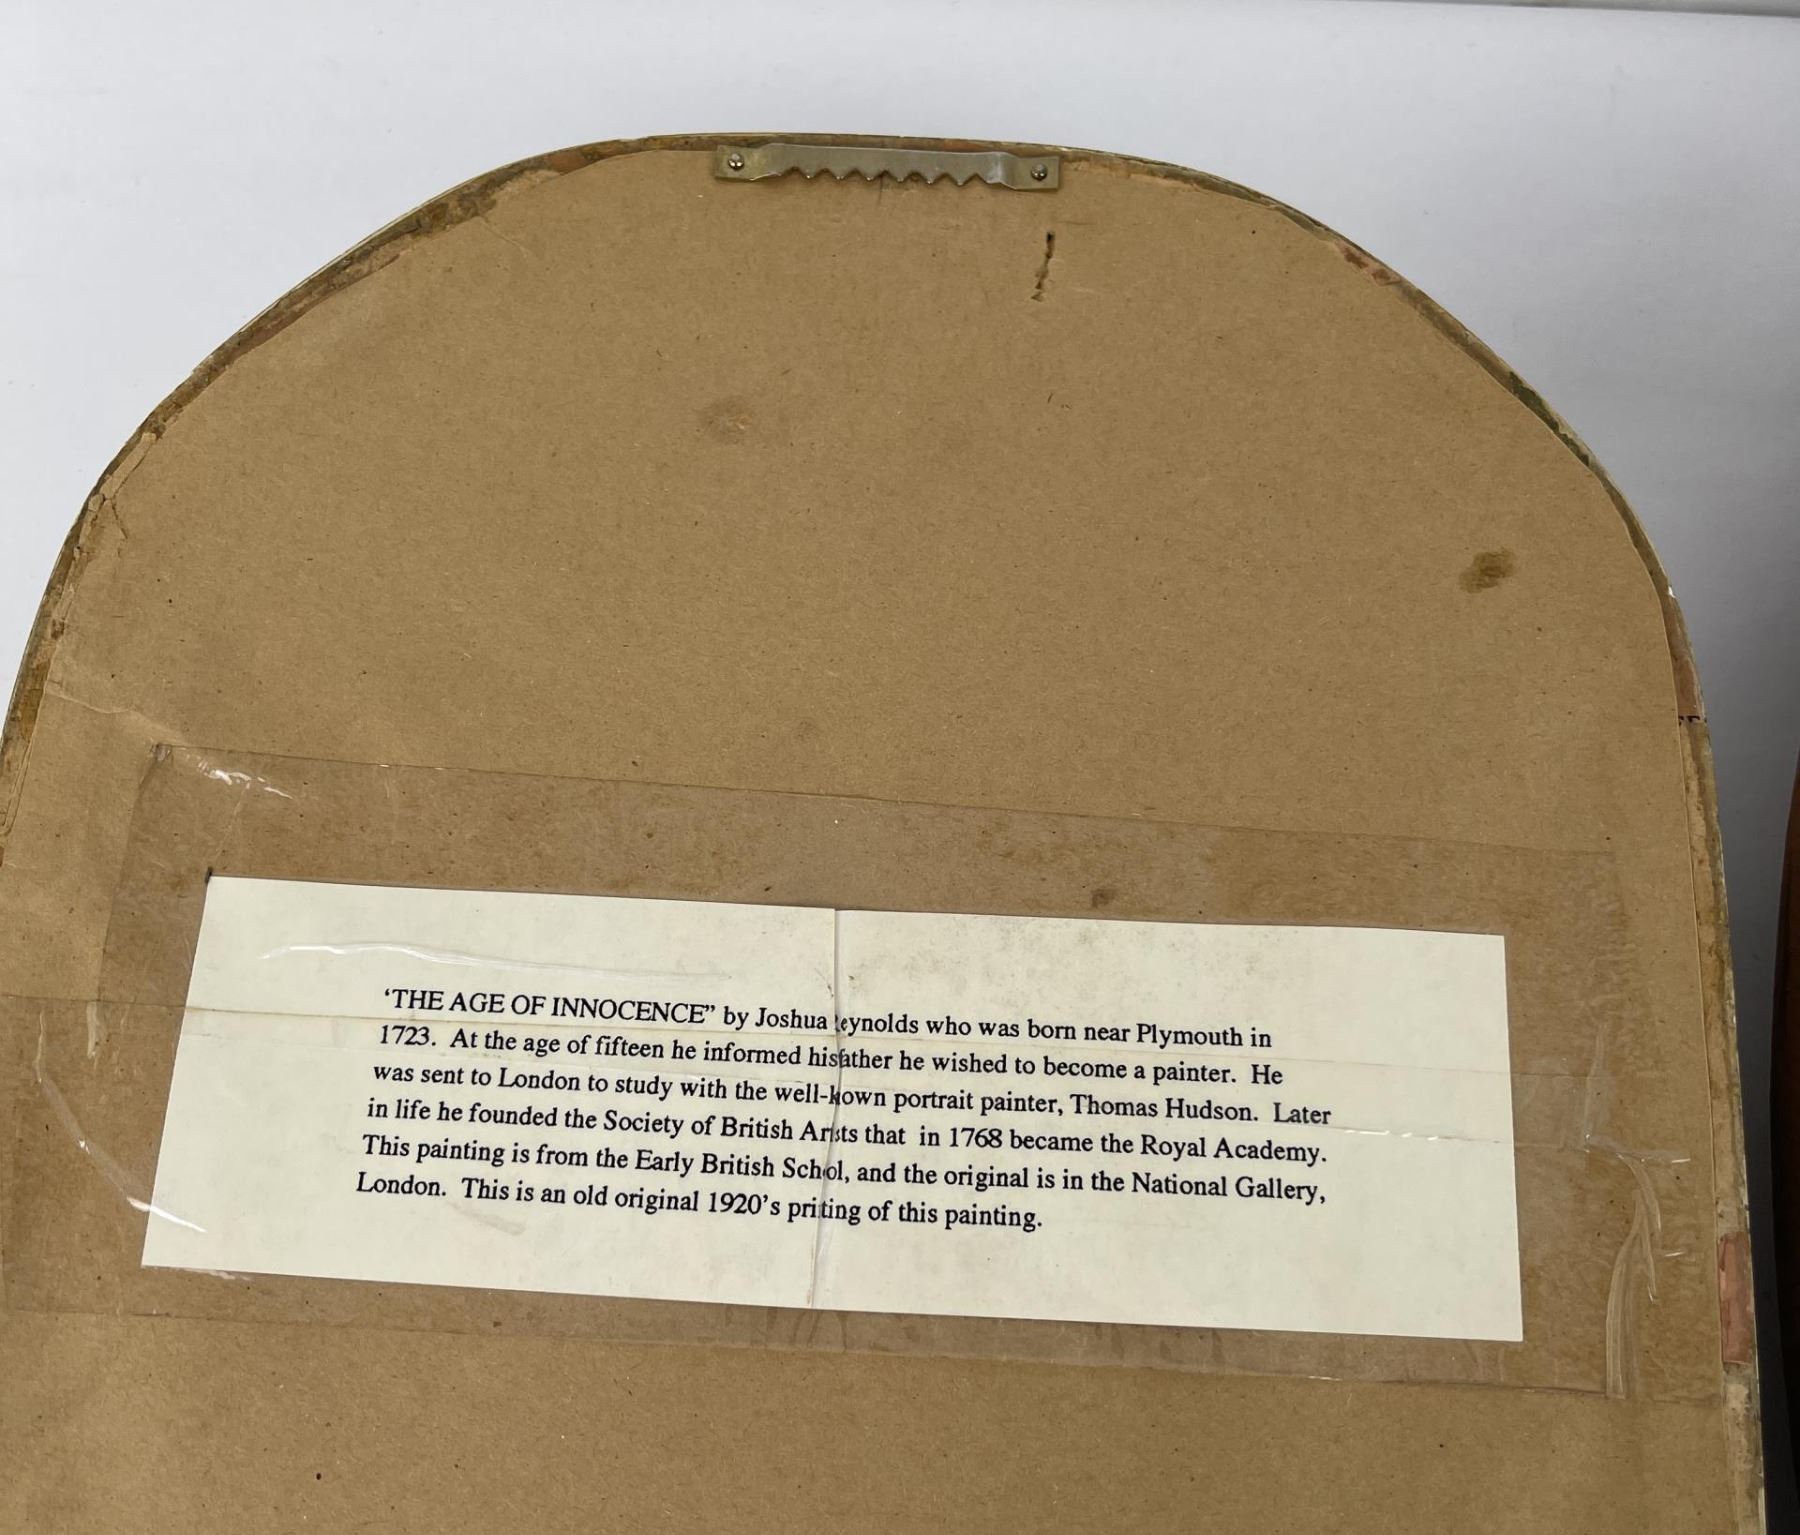 ‘THE AGE OF INNOCENCE” by Joshua Reynolds who was born near Plymouth in
1723. At the age of fifteen he informed his father he wished to become a painter. He
was sent to London to study with the well-known portrait painter, Thomas Hudson. Later
in life he founded the Society of British Artists that in 1768 became the Royal Academy.
This painting is from the Early British School, and the original is in the National Gallery,
London. This is an old original 1920's printing of this painting.